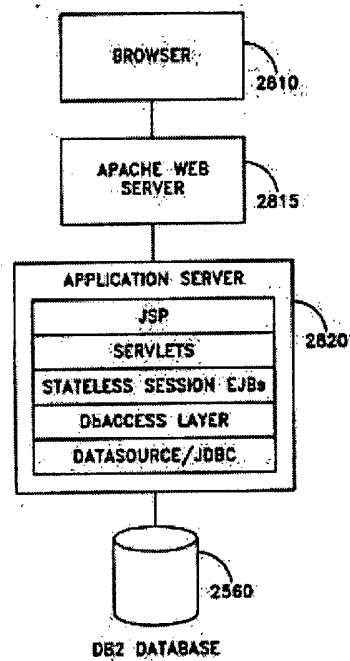 BROWSER
2810
APACHE WEB
SERVER
2815
APPLICATION SERVER
JSP
SERVLETS
STATELESS SESSION EJBs
DbACCESS LAYER
DATASOURCE/JDBC
2820
2560
DB2 DATABASE